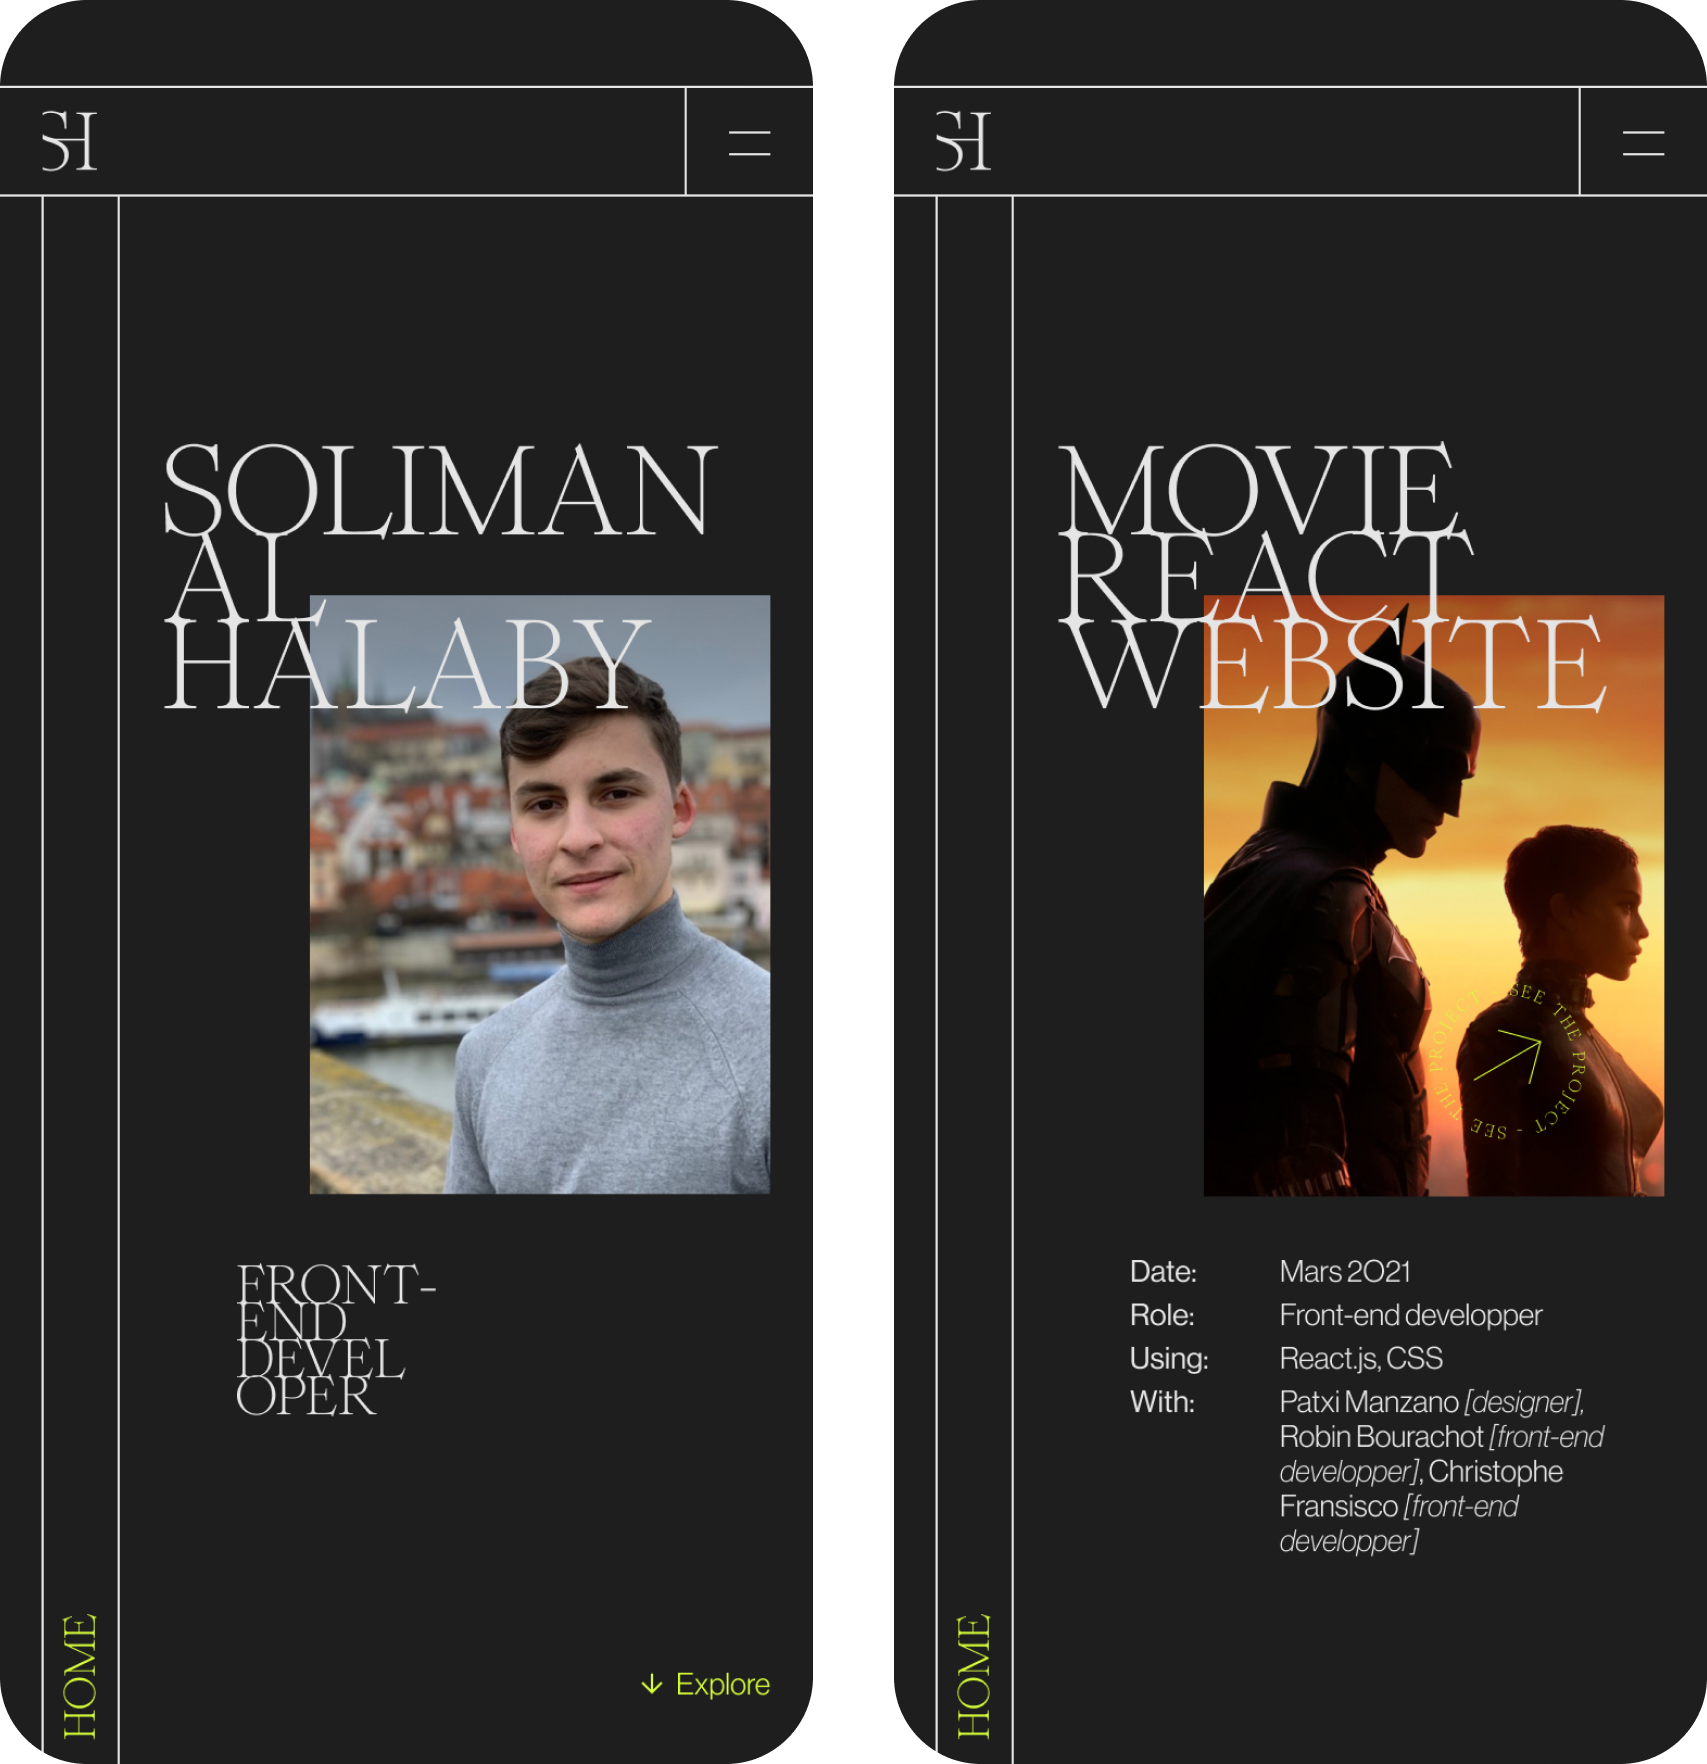 SH
SOLIMAN
AL
HALABY
FRONT-
END
DEVEL
OPER
HOME
↓ Explore
SH
MOVIE
REACT
WEBSITE
SEE THE PROJECT - SEE THE PROJECT
Date: Mars 2021
Role: Front-end developper
Using: React.js, CSS
With: Patxi Manzano [designer],
Robin Bourachot [front-end
developper], Christophe
Fransisco [front-end
developper]
HOME